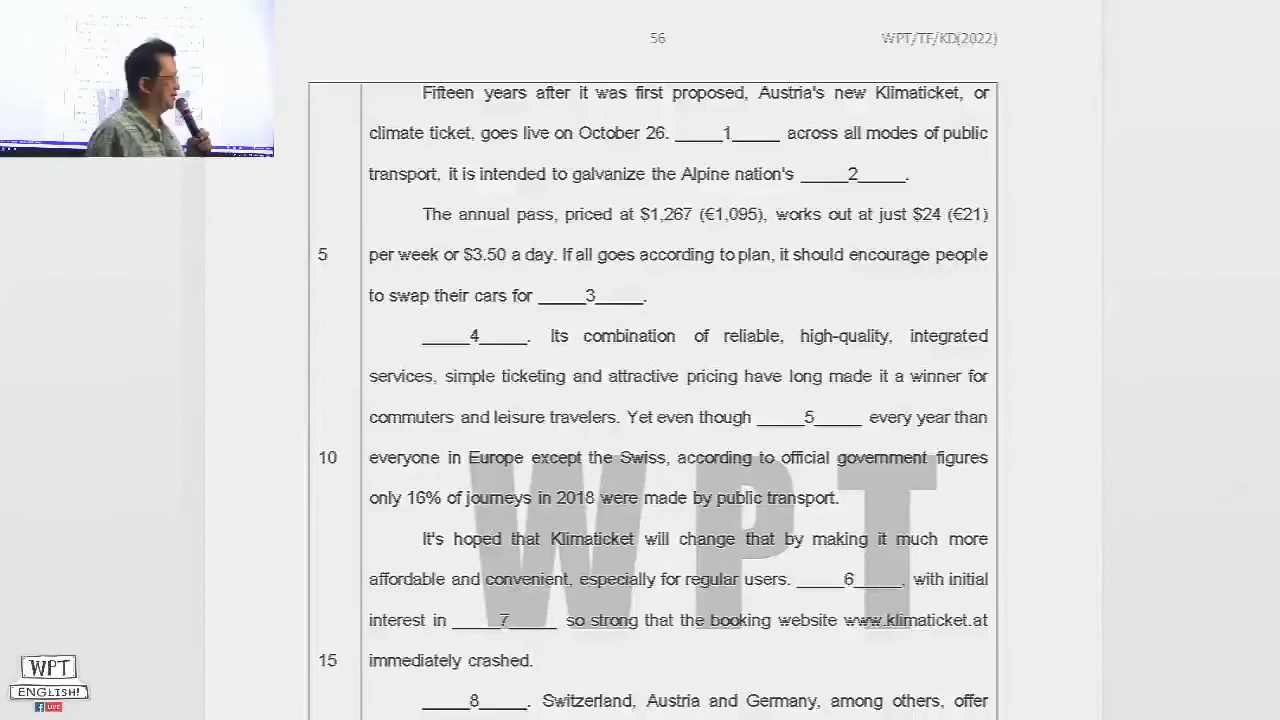 56 WPT/TF/KD(2022)
Fifteen years after it was first proposed, Austria's new Klimaticket, or
climate ticket, goes live on October 26. _____1_____ across all modes of public
transport, it is intended to galvanize the Alpine nation's _____2_____.
The annual pass, priced at $1,267 (€1,095), works out at just $24 (€21)
5 per week or $3.50 a day. If all goes according to plan, it should encourage people
to swap their cars for _____3_____.
_____4_____. Its combination of reliable, high-quality, integrated
services, simple ticketing and attractive pricing have long made it a winner for
commuters and leisure travelers. Yet even though _____5_____ every year than
10 everyone in Europe except the Swiss, according to official government figures
only 16% of journeys in 2018 were made by public transport.
It's hoped that Klimaticket will change that by making it much more
affordable and convenient, especially for regular users. _____6_____, with initial
interest in _____7_____ so strong that the booking website www.klimaticket.at
15 immediately crashed.
_____8_____. Switzerland, Austria and Germany, among others, offer
WPT
WPT
ENGLISH!
LIVE